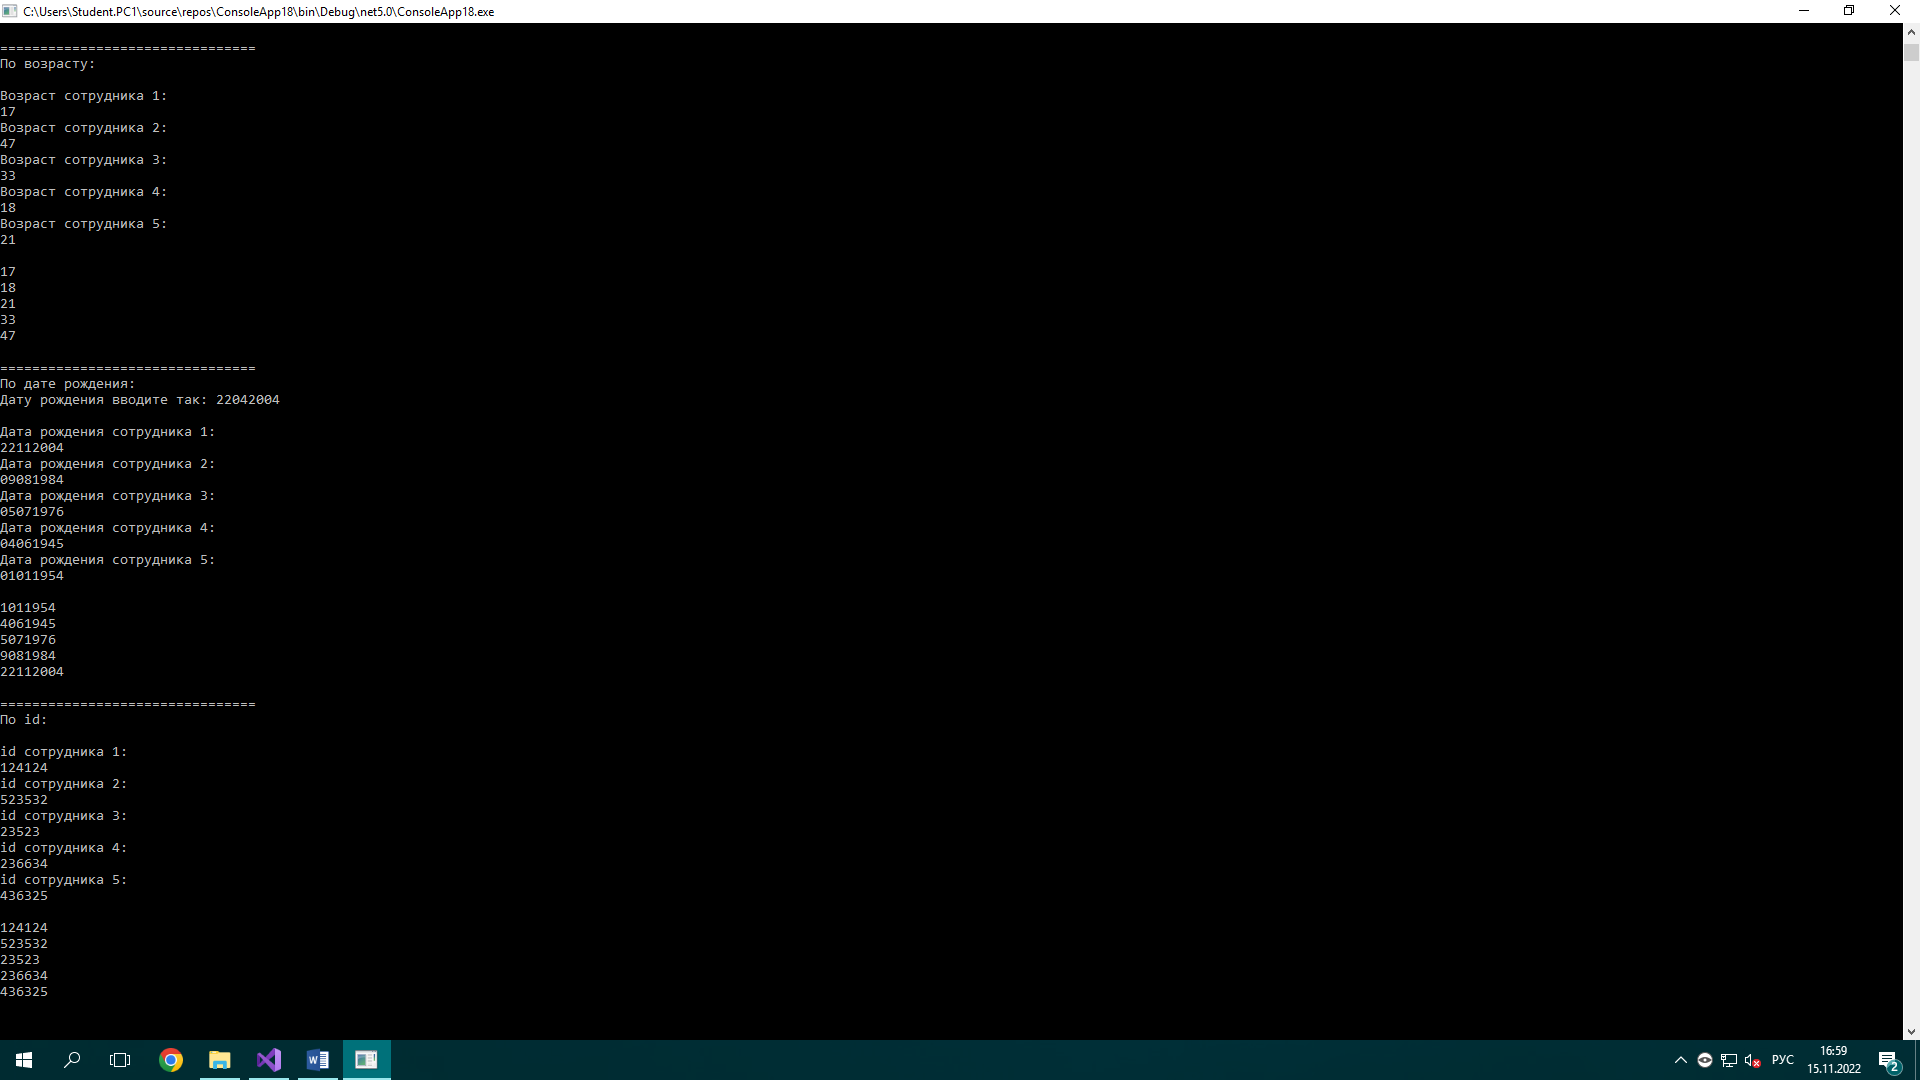 C:\Users\Student.PC1\source\repos\ConsoleApp18\bin\Debug\net5.0\ConsoleApp18.exe
================================
По возрасту:
Возраст сотрудника 1:
17
Возраст сотрудника 2:
47
Возраст сотрудника 3:
33
Возраст сотрудника 4:
18
Возраст сотрудника 5:
21
17
18
21
33
47
================================
По дате рождения:
Дату рождения вводите так: 22042004
Дата рождения сотрудника 1:
22112004
Дата рождения сотрудника 2:
09081984
Дата рождения сотрудника 3:
05071976
Дата рождения сотрудника 4:
04061945
Дата рождения сотрудника 5:
01011954
1011954
4061945
5071976
9081984
22112004
================================
По id:
id сотрудника 1:
124124
id сотрудника 2:
523532
id сотрудника 3:
23523
id сотрудника 4:
236634
id сотрудника 5:
436325
124124
523532
23523
236634
436325
РУС
16:59
15.11.2022
2